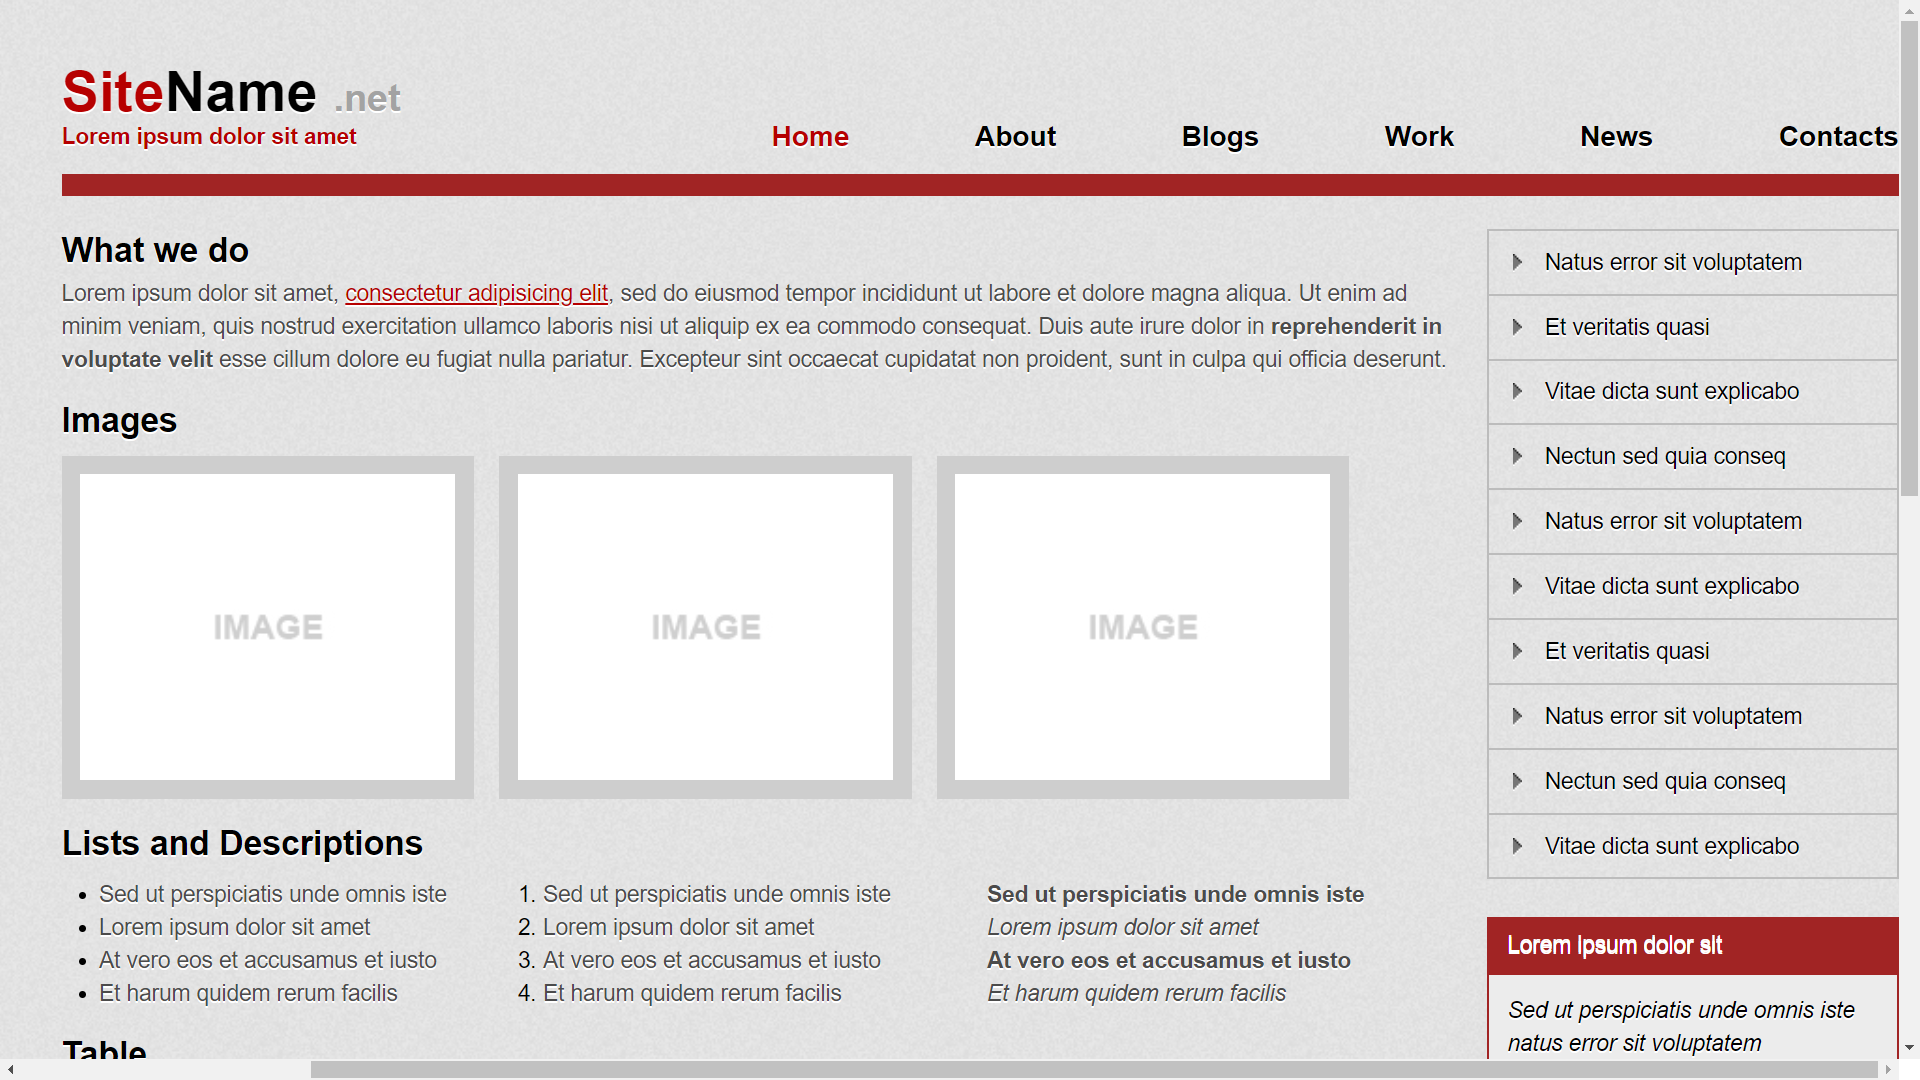 SiteName .net
Lorem ipsum dolor sit amet
Home About Blogs Work News Contacts
What we do
Lorem ipsum dolor sit amet, consectetur adipisicing elit, sed do eiusmod tempor incididunt ut labore et dolore magna aliqua. Ut enim ad
minim veniam, quis nostrud exercitation ullamco laboris nisi ut aliquip ex ea commodo consequat. Duis aute irure dolor in reprehenderit in
voluptate velit esse cillum dolore eu fugiat nulla pariatur. Excepteur sint occaecat cupidatat non proident, sunt in culpa qui officia deserunt.
Images
IMAGE IMAGE IMAGE
Lists and Descriptions
• Sed ut perspiciatis unde omnis iste
• Lorem ipsum dolor sit amet
• At vero eos et accusamus et iusto
• Et harum quidem rerum facilis
1. Sed ut perspiciatis unde omnis iste
2. Lorem ipsum dolor sit amet
3. At vero eos et accusamus et iusto
4. Et harum quidem rerum facilis
Sed ut perspiciatis unde omnis iste
Lorem ipsum dolor sit amet
At vero eos et accusamus et iusto
Et harum quidem rerum facilis
Table
Natus error sit voluptatem
Et veritatis quasi
Vitae dicta sunt explicabo
Nectun sed quia conseq
Natus error sit voluptatem
Vitae dicta sunt explicabo
Et veritatis quasi
Natus error sit voluptatem
Nectun sed quia conseq
Vitae dicta sunt explicabo
Lorem ipsum dolor sit
Sed ut perspiciatis unde omnis iste
natus error sit voluptatem